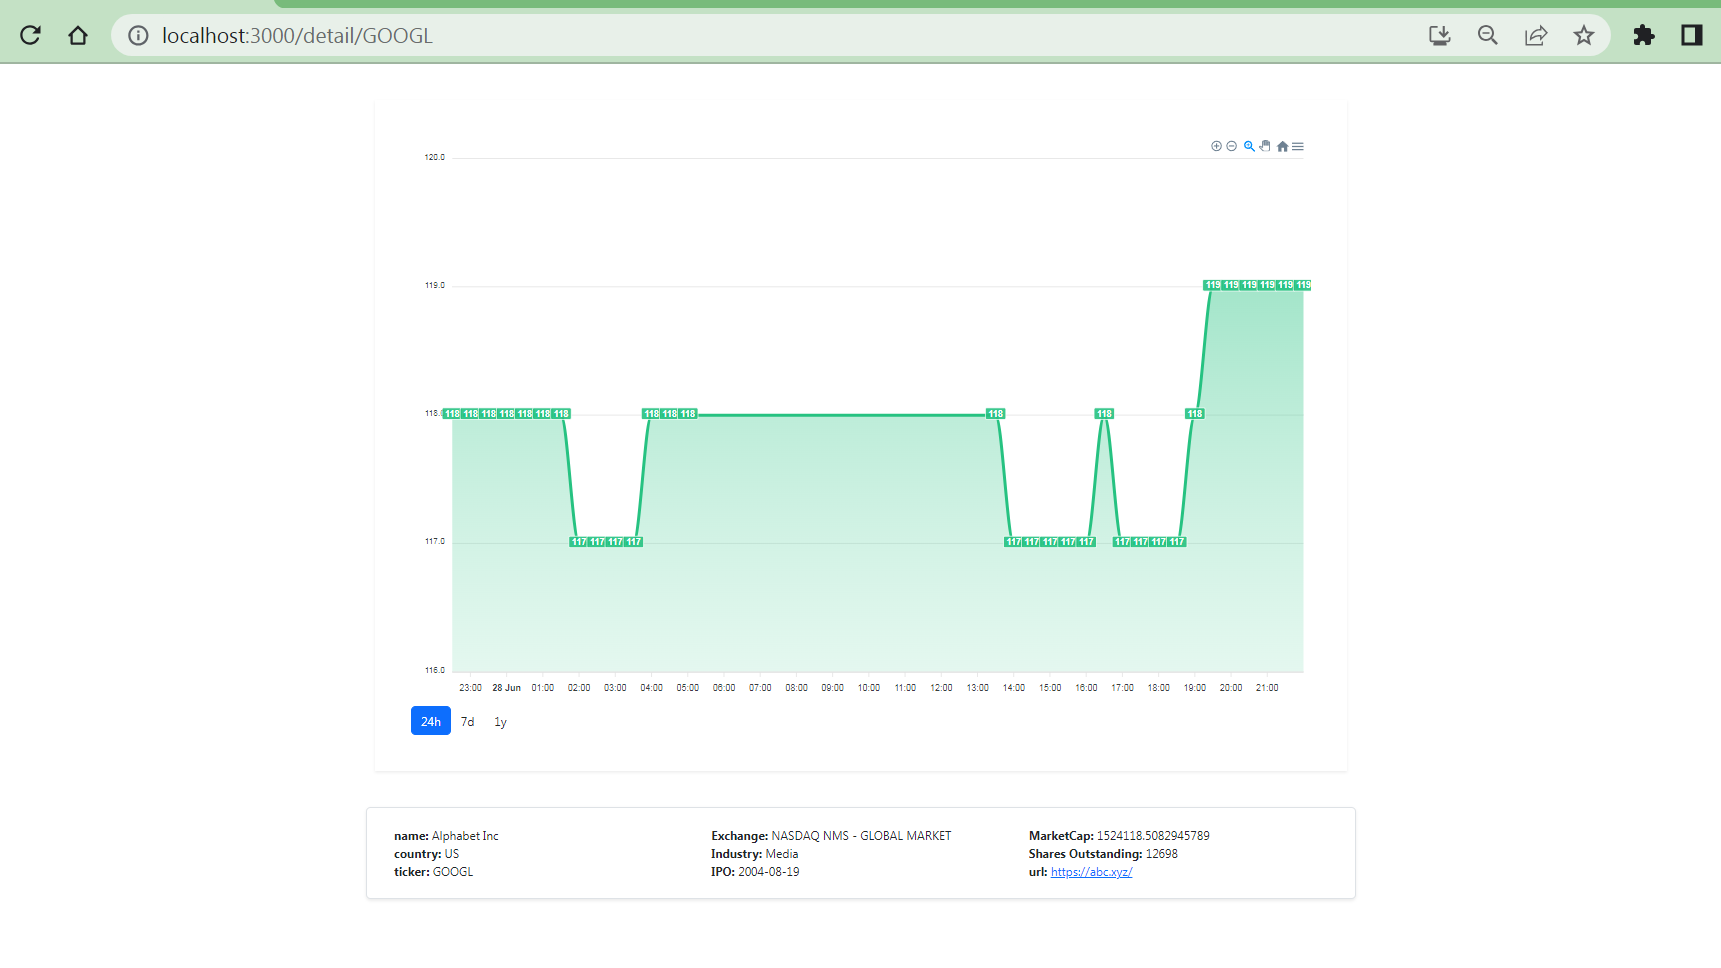 localhost:3000/detail/GOOGL
120.0
119.0
119 119 119 119 119 119
118.0
118 118 118 118 118 118 118 118 118 118 118 118 118
117.0
117 117 117 117 117 117 117 117 117 117 117 117 117
116.0
23:00 28 Jun 01:00 02:00 03:00 04:00 05:00 06:00 07:00 08:00 09:00 10:00 11:00 12:00 13:00 14:00 15:00 16:00 17:00 18:00 19:00 20:00 21:00
24h 7d 1y
name: Alphabet Inc
country: US
ticker: GOOGL
Exchange: NASDAQ NMS - GLOBAL MARKET
Industry: Media
IPO: 2004-08-19
MarketCap: 1524118.5082945789
Shares Outstanding: 12698
url: https://abc.xyz/